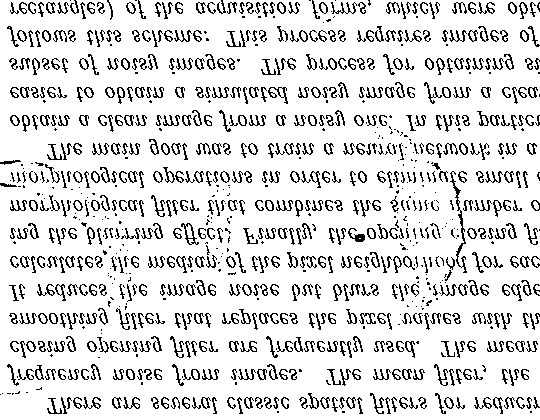 There are several classic spatial filters for reducin
frequency noise from images. The mean filter, the
closing opening filter are frequently used. The mean
smoothing filter that replaces the pixel values with th
It reduces the image noise but blurs the image edge
calculates the median of the pixel neighborhood for eac
ing the blurring effect. Finally, the opening closing fi
morphological filter that combines the same number o
morphological operations in order to eliminate small
The main goal was to train a neural network in a
obtain a clean image from a noisy one. In this particu
easier to obtain a simulated noisy image from a clea
subset of noisy images. The process for obtaining si
follows this scheme: This process requires images of
rectangles) of the acquisition forms, which were obta